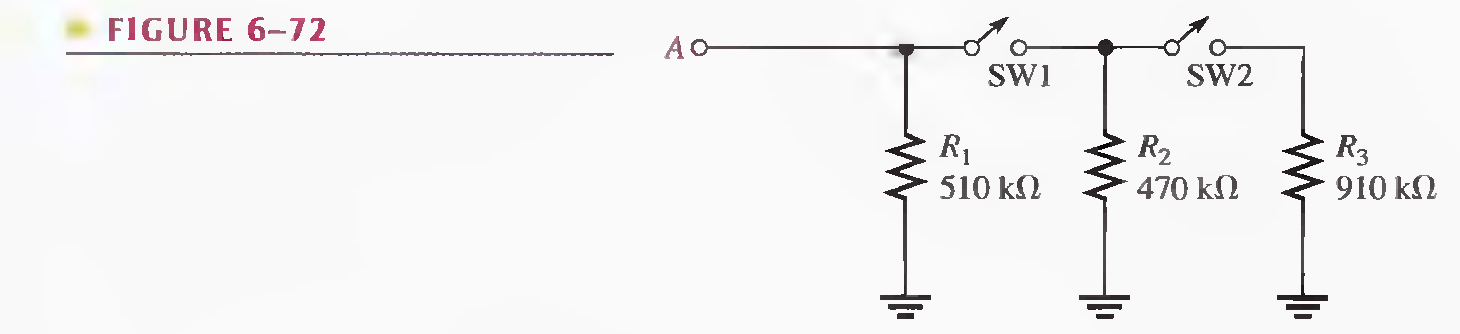 FIGURE 6–72
A
SW1
SW2
R₁
510 kΩ
R₂
470 kΩ
R₃
910 kΩ